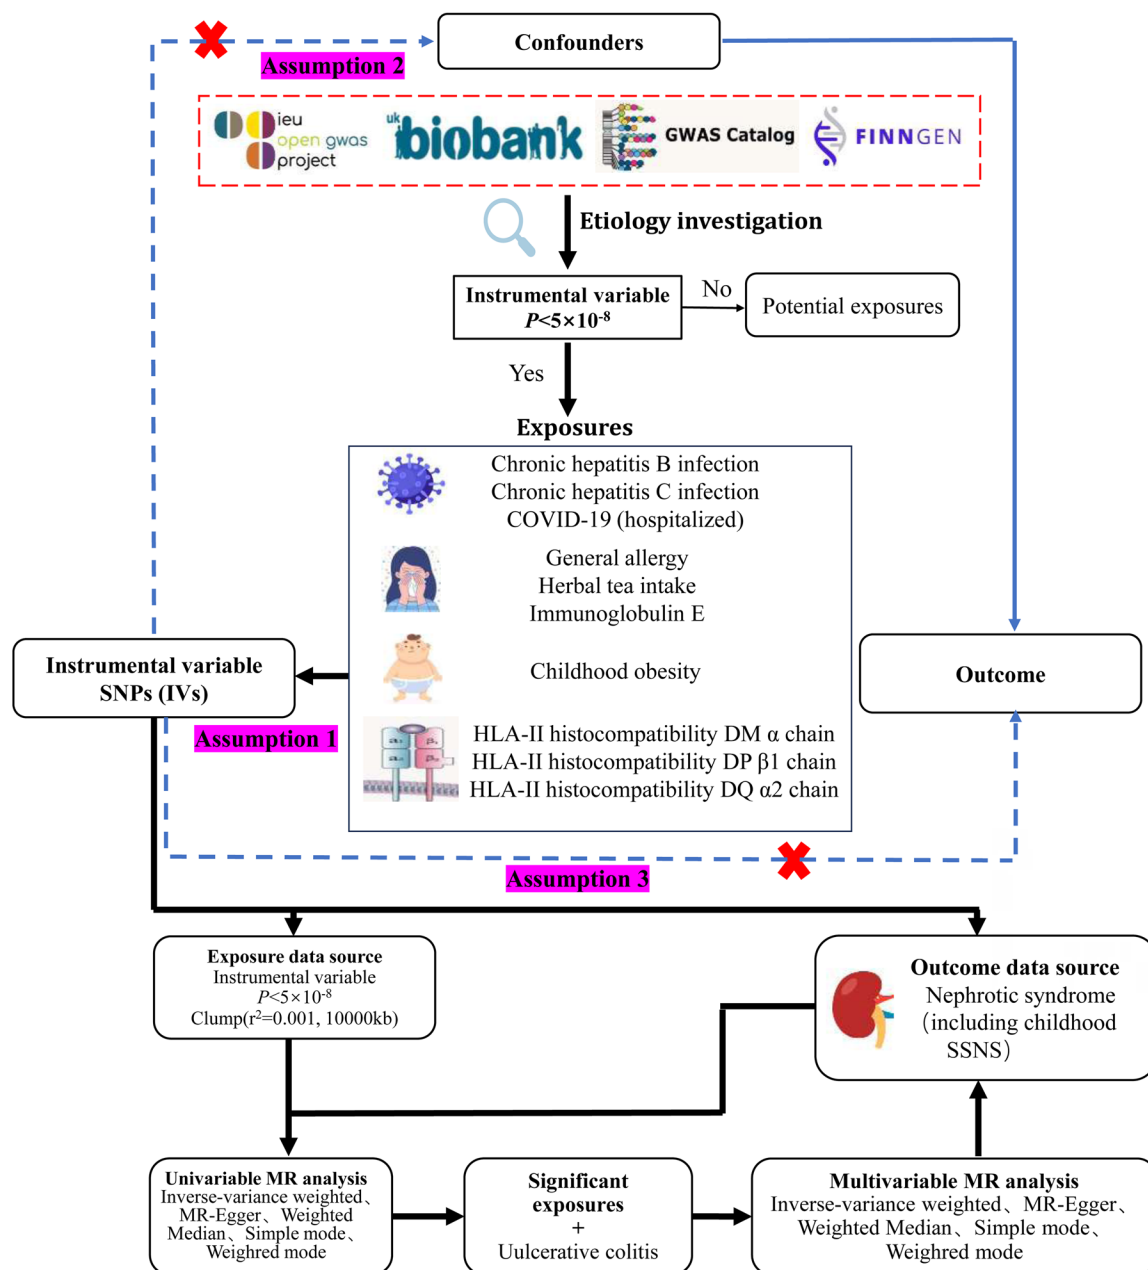 Confounders
Assumption 2
ieu
open gwas
project
uk
biobank
GWAS Catalog
FINNGEN
Etiology investigation
Instrumental variable
P<5×10-8
No
Potential exposures
Yes
Exposures
Chronic hepatitis B infection
Chronic hepatitis C infection
COVID-19 (hospitalized)
General allergy
Herbal tea intake
Immunoglobulin E
Childhood obesity
HLA-II histocompatibility DM α chain
HLA-II histocompatibility DP β1 chain
HLA-II histocompatibility DQ α2 chain
Instrumental variable
SNPs (IVs)
Outcome
Assumption 1
Assumption 3
Exposure data source
Instrumental variable
P<5×10-8
Clump(r2=0.001, 10000kb)
Outcome data source
Nephrotic syndrome
（including childhood
SSNS）
Univariable MR analysis
Inverse-variance weighted、
MR-Egger、Weighted
Median、Simple mode、
Weighred mode
Significant
exposures
+
Uulcerative colitis
Multivariable MR analysis
Inverse-variance weighted、MR-Egger、
Weighted Median、Simple mode、
Weighred mode